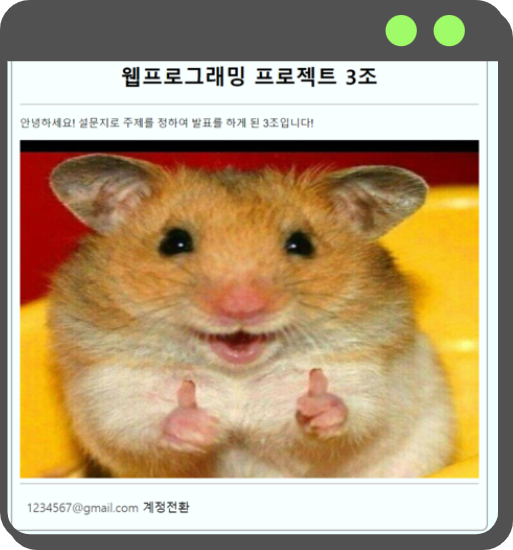 웹프로그래밍 프로젝트 3조
안녕하세요! 설문지로 주제를 정하여 발표를 하게 된 3조입니다!
1234567@gmail.com 계정전환